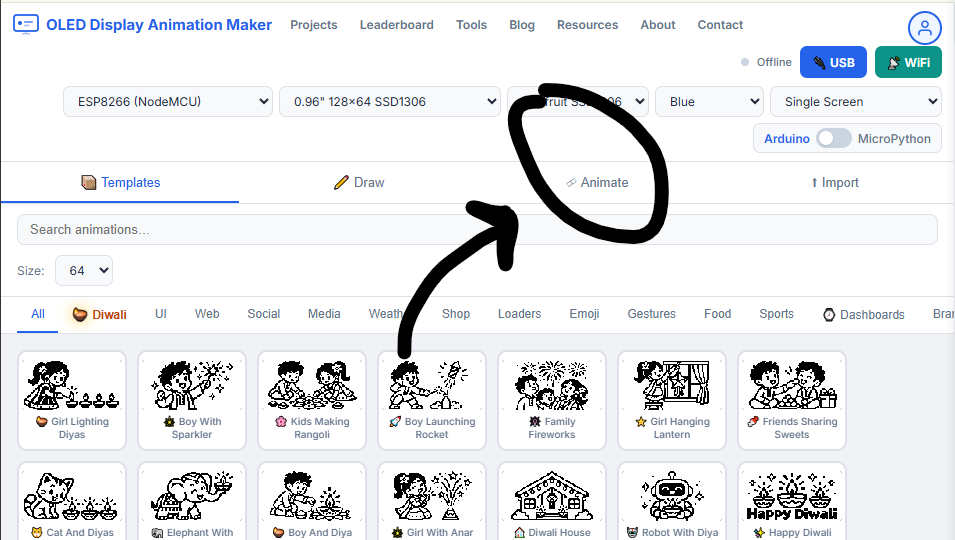 OLED Display Animation Maker
Projects
Leaderboard
Tools
Blog
Resources
About
Contact
Offline
USB
WiFi
ESP8266 (NodeMCU)
0.96" 128×64 SSD1306
Blue
Single Screen
Arduino
MicroPython
Templates
Draw
Animate
Import
Search animations...
Size:
64
All
Diwali
UI
Web
Social
Media
Shop
Loaders
Emoji
Gestures
Food
Sports
Dashboards
Girl Lighting
Diyas
Boy With
Sparkler
Kids Making
Rangoli
Boy Launching
Rocket
Family
Fireworks
Girl Hanging
Lantern
Friends Sharing
Sweets
Happy Diwali
Cat And Diyas
Elephant With
Boy And Diya
Girl With Anar
Diwali House
Robot With Diya
Happy Diwali